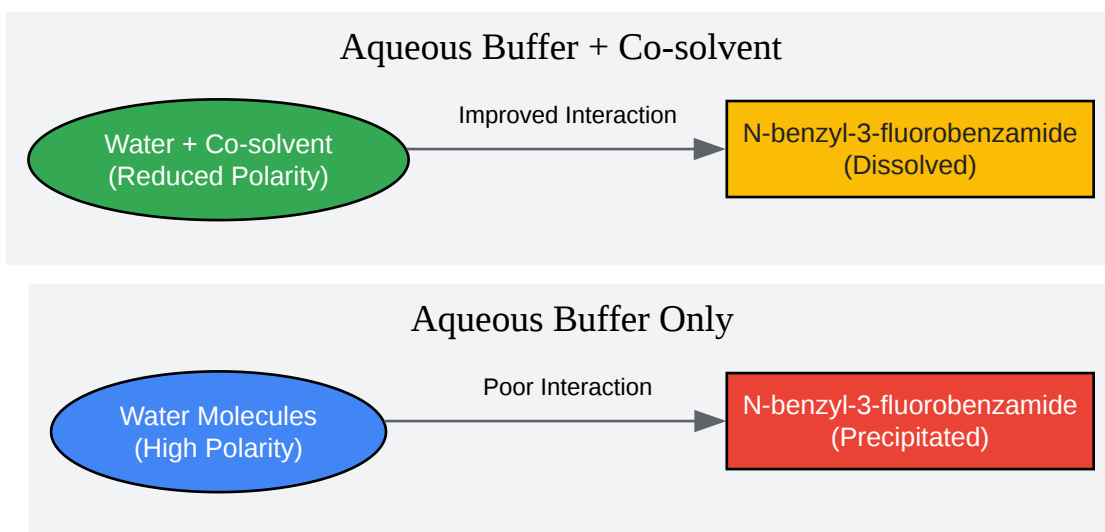 Aqueous Buffer + Co-solvent
Water + Co-solvent
(Reduced Polarity)
Improved Interaction
N-benzyl-3-fluorobenzamide
(Dissolved)
Aqueous Buffer Only
Water Molecules
(High Polarity)
Poor Interaction
N-benzyl-3-fluorobenzamide
(Precipitated)